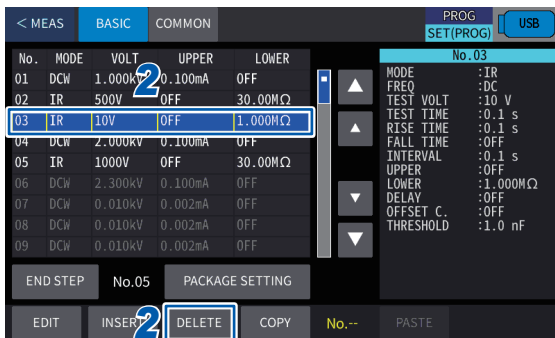 < MEAS BASIC COMMON PROG SET(PROG) USB
No. MODE VOLT UPPER LOWER
01 DCW 1.000kV 0.100mA OFF
2
02 IR 500V OFF 30.00MΩ
03 IR 10V OFF 1.000MΩ
04 DCW 2.000kV 0.100mA OFF
05 IR 1000V OFF 30.00MΩ
06 DCW 2.300kV 0.100mA OFF
07 DCW 0.010kV 0.002mA OFF
08 DCW 0.010kV 0.002mA OFF
09 DCW 0.010kV 0.002mA OFF
No.03
MODE :IR
FREQ :DC
TEST VOLT :10 V
TEST TIME :0.1 s
RISE TIME :0.1 s
FALL TIME :OFF
INTERVAL :0.1 s
UPPER :OFF
LOWER :1.000MΩ
DELAY :OFF
OFFSET C. :OFF
THRESHOLD :1.0 nF
END STEP No.05 PACKAGE SETTING
EDIT INSERT 2 DELETE COPY No.-- PASTE